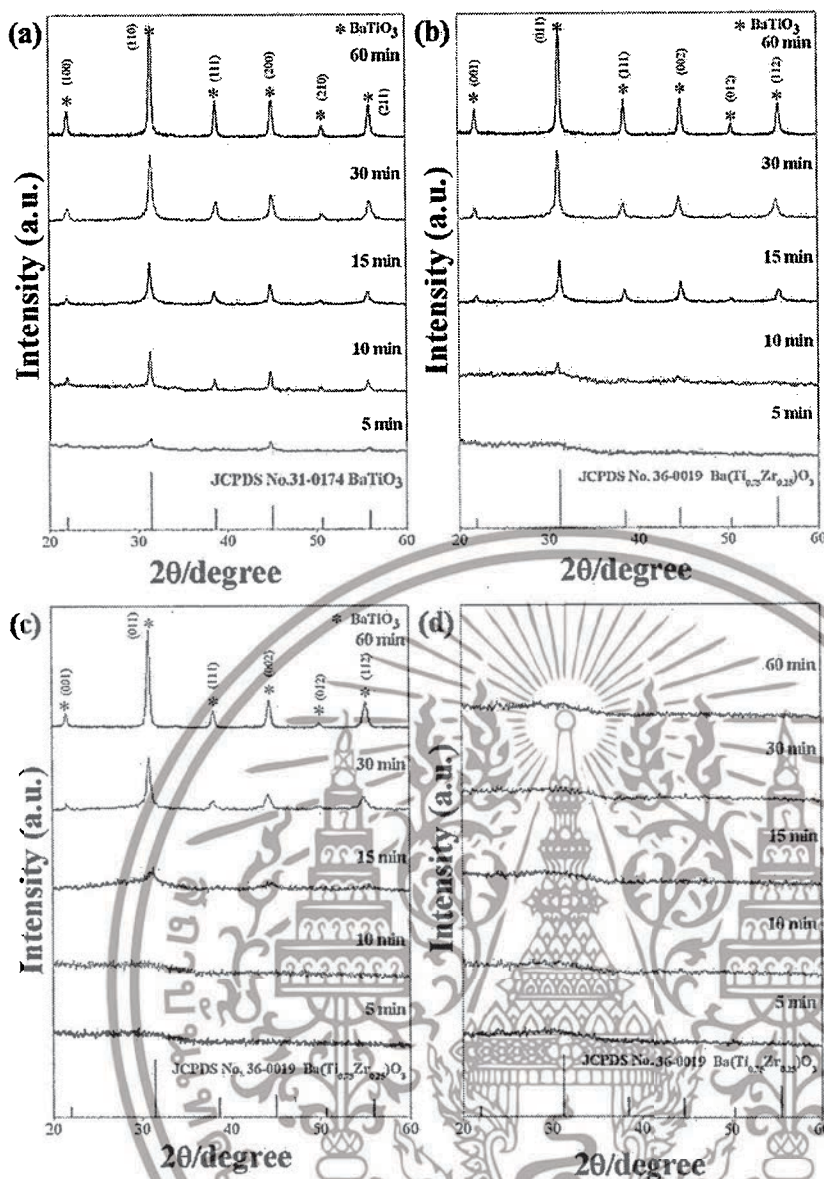 (a)
* BaTiO3
60 min
* (100)
(110) *
* (111)
* (200)
* (210)
* (211)
30 min
15 min
10 min
5 min
JCPDS No.31-0174 BaTiO3
Intensity (a.u.)
20 30 40 50 60
2θ/degree
(b)
* BaTiO3
60 min
* (001)
(011) *
* (111)
* (002)
* (012)
* (112)
30 min
15 min
10 min
5 min
JCPDS No. 36-0019 Ba(Ti0.75Zr0.25)O3
Intensity (a.u.)
20 30 40 50 60
2θ/degree
(c)
* BaTiO3
60 min
* (001)
(011) *
* (111)
* (002)
* (012)
* (112)
30 min
15 min
10 min
5 min
JCPDS No. 36-0019 Ba(Ti0.75Zr0.25)O3
Intensity (a.u.)
20 30 40 50 60
2θ/degree
(d)
60 min
30 min
15 min
10 min
5 min
JCPDS No. 36-0019 Ba(Ti0.75Zr0.25)O3
Intensity (a.u.)
20 30 40 50 60
2θ/degree